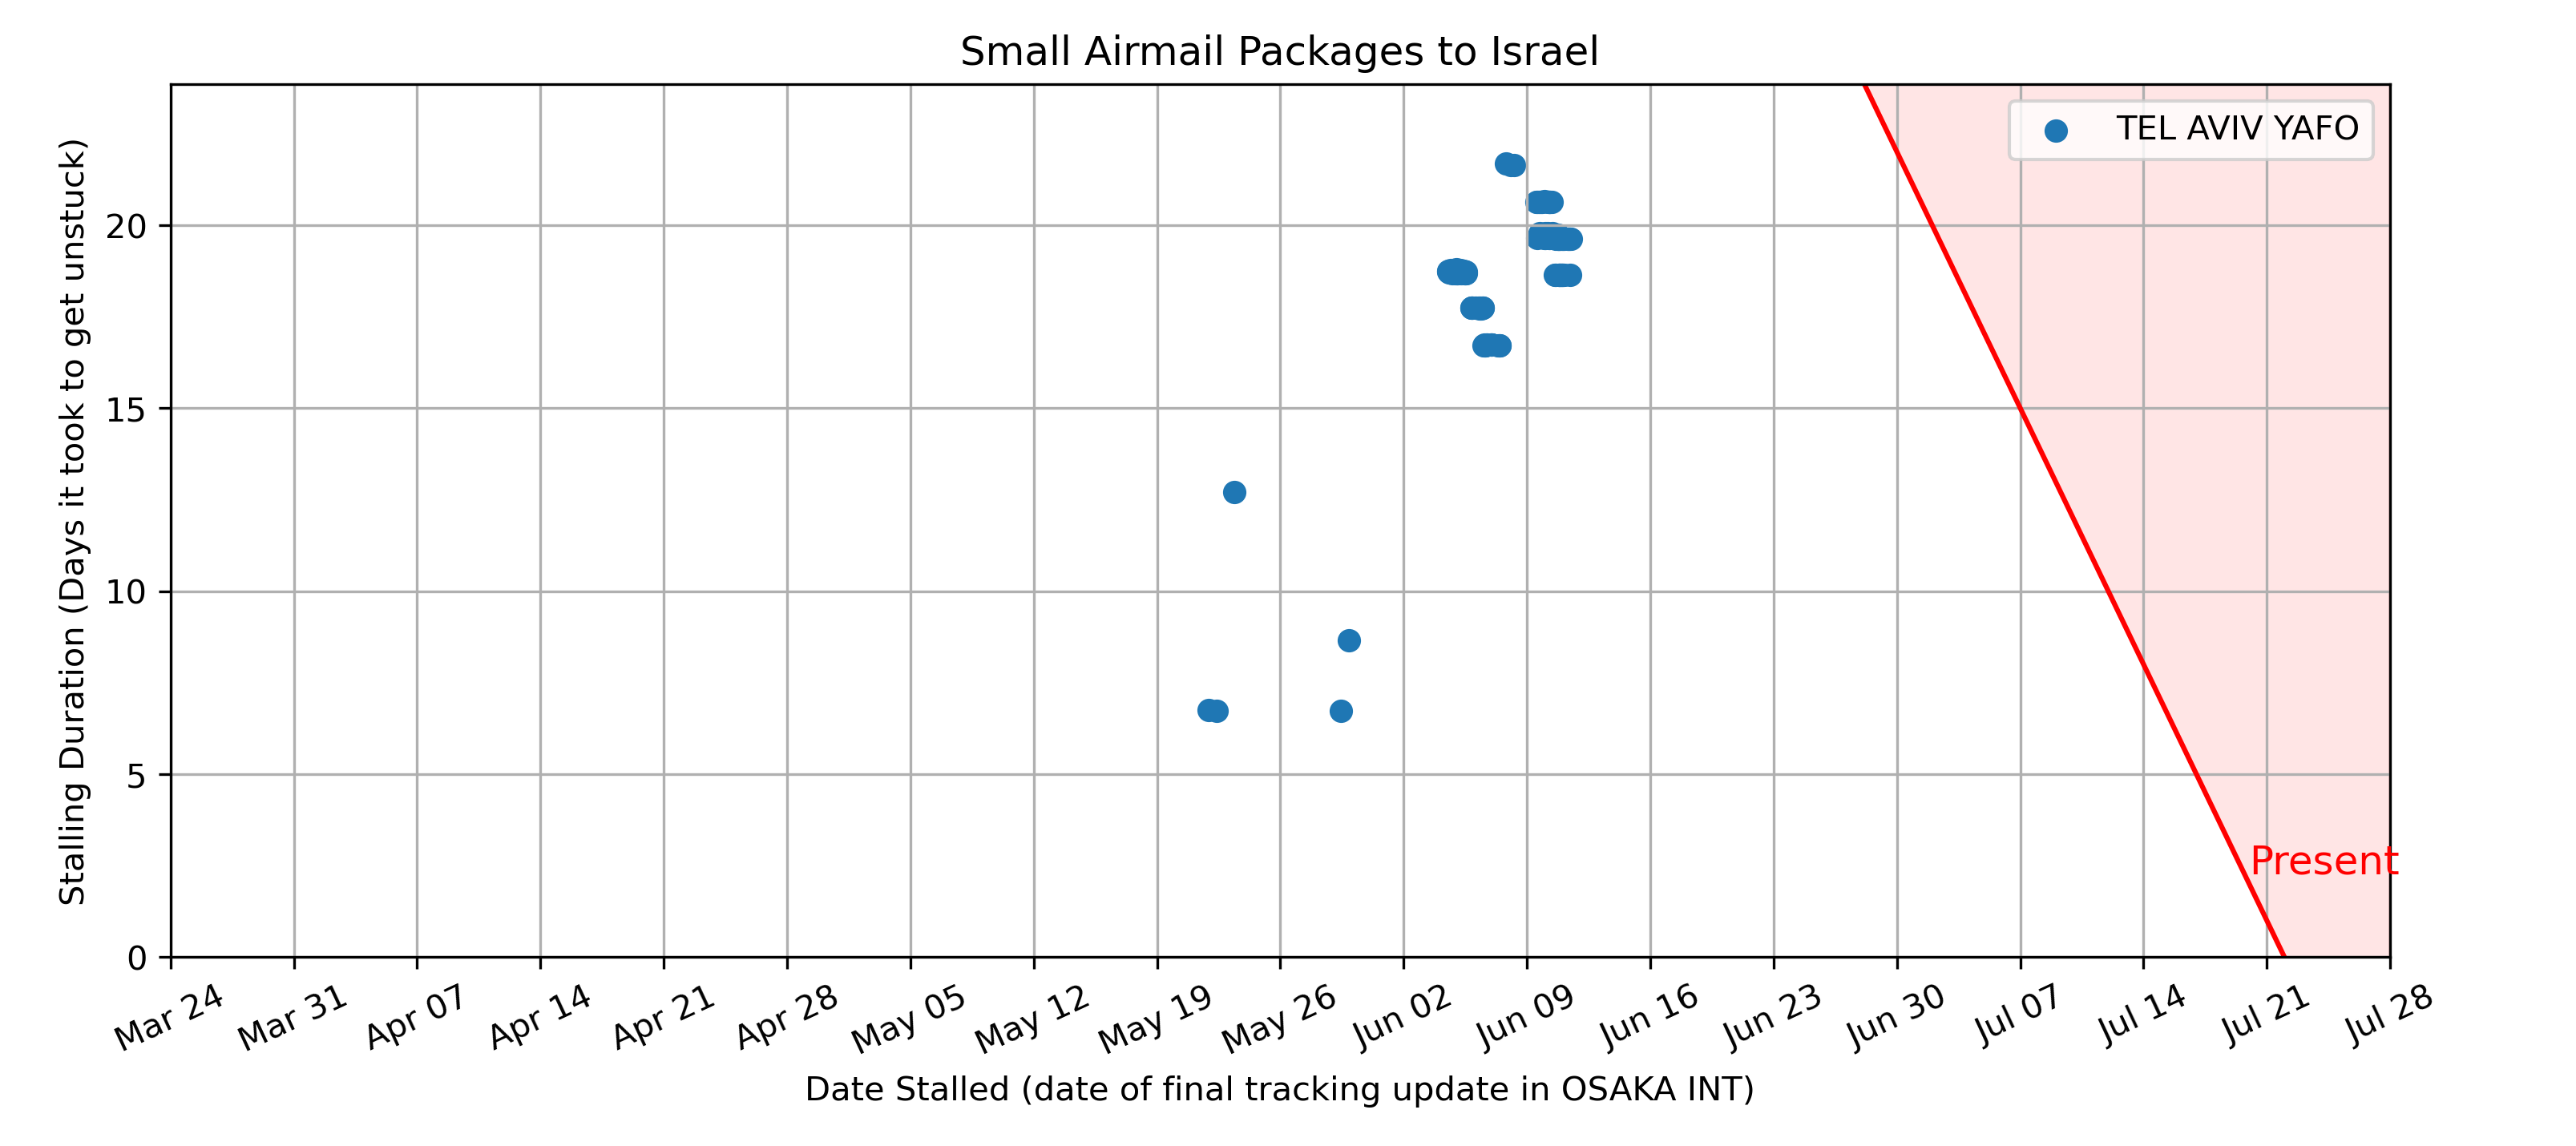 Small Airmail Packages to Israel
TEL AVIV YAFO
Stalling Duration (Days it took to get unstuck)
20
15
10
5
0
Present
Mar 24
Mar 31
Apr 07
Apr 14
Apr 21
Apr 28
May 05
May 12
May 19
May 26
Jun 02
Jun 09
Jun 16
Jun 23
Jun 30
Jul 07
Jul 14
Jul 21
Jul 28
Date Stalled (date of final tracking update in OSAKA INT)